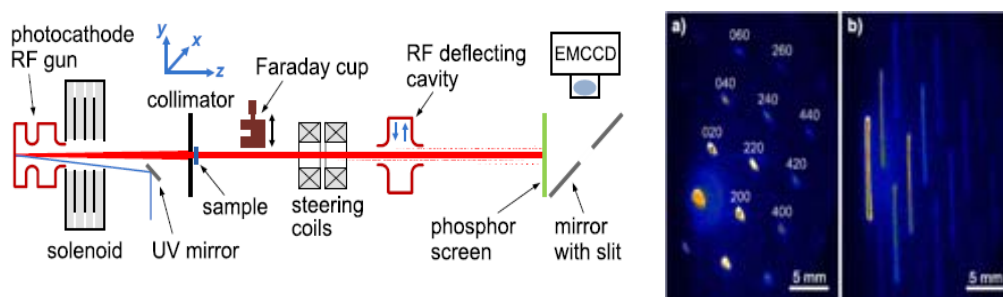 photocathode
RF gun
y
x
z
collimator
Faraday cup
RF deflecting
cavity
EMCCD
solenoid
UV mirror
sample
steering
coils
phosphor
screen
mirror
with slit
a)
060
260
040
240
440
020
220
420
200
400
5 mm
b)
5 mm